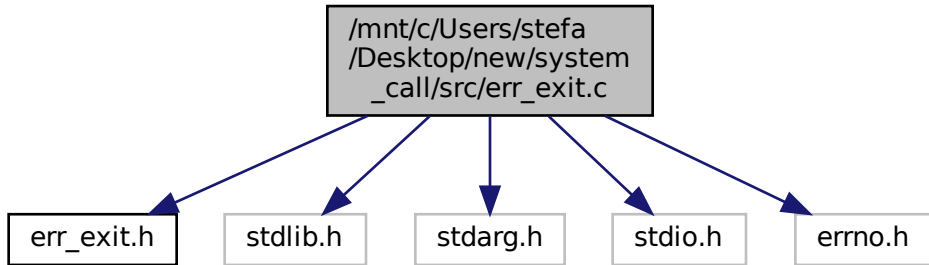 /mnt/c/Users/stefa
/Desktop/new/system
_call/src/err_exit.c
err_exit.h
stdlib.h
stdarg.h
stdio.h
errno.h